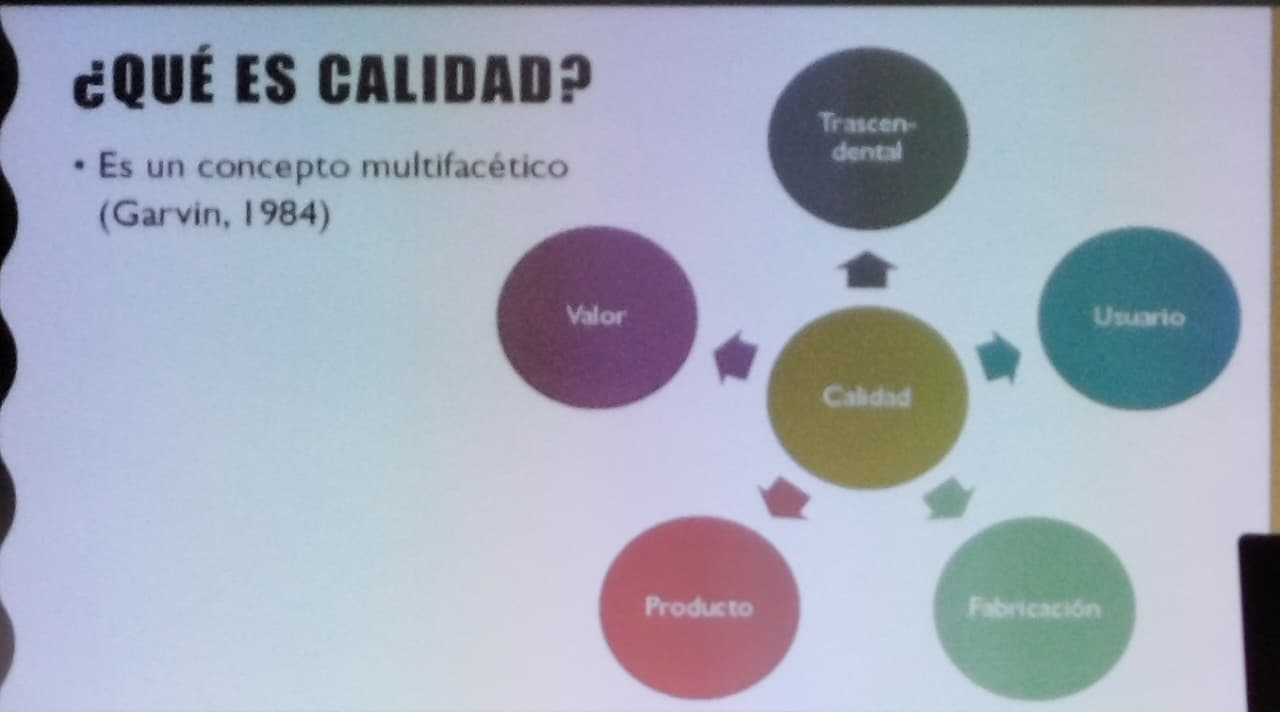 ¿QUÉ ES CALIDAD?
• Es un concepto multifacético
(Garvin, 1984)
Trascen-
dental
Valor
Usuario
Calidad
Producto
Fabricación